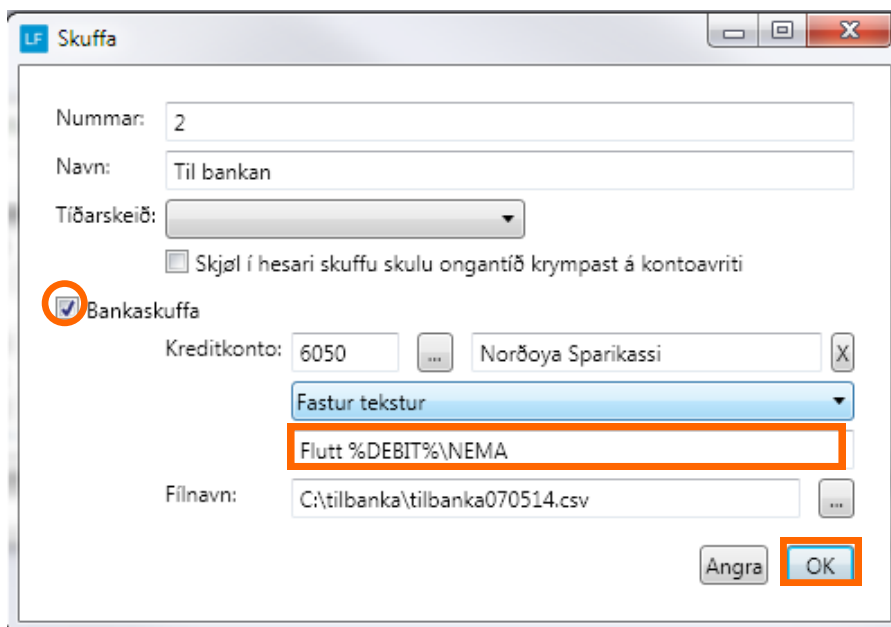 LF Skuffa
Nummar: 2
Navn: Til bankan
Tíðarskeið:
Skjøl í hesari skuffu skulu ongantíð krympast á kontoavriti
Bankaskuffa
Kreditkonto: 6050 ... Norðoya Sparikassi X
Fastur tekstur
Flutt %DEBIT%\NEMA
Fílnavn: C:\tilbanka\tilbanka070514.csv ...
Angra OK